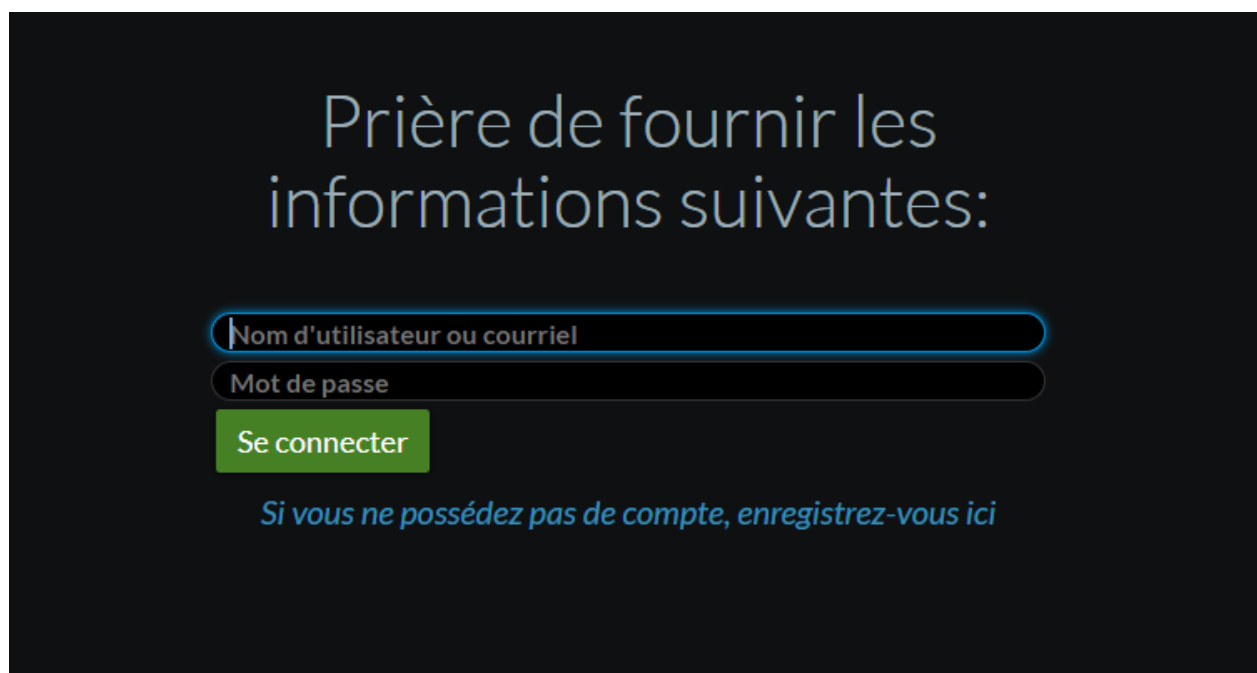 Prière de fournir les
informations suivantes:
Nom d'utilisateur ou courriel
Mot de passe
Se connecter
Si vous ne possédez pas de compte, enregistrez-vous ici